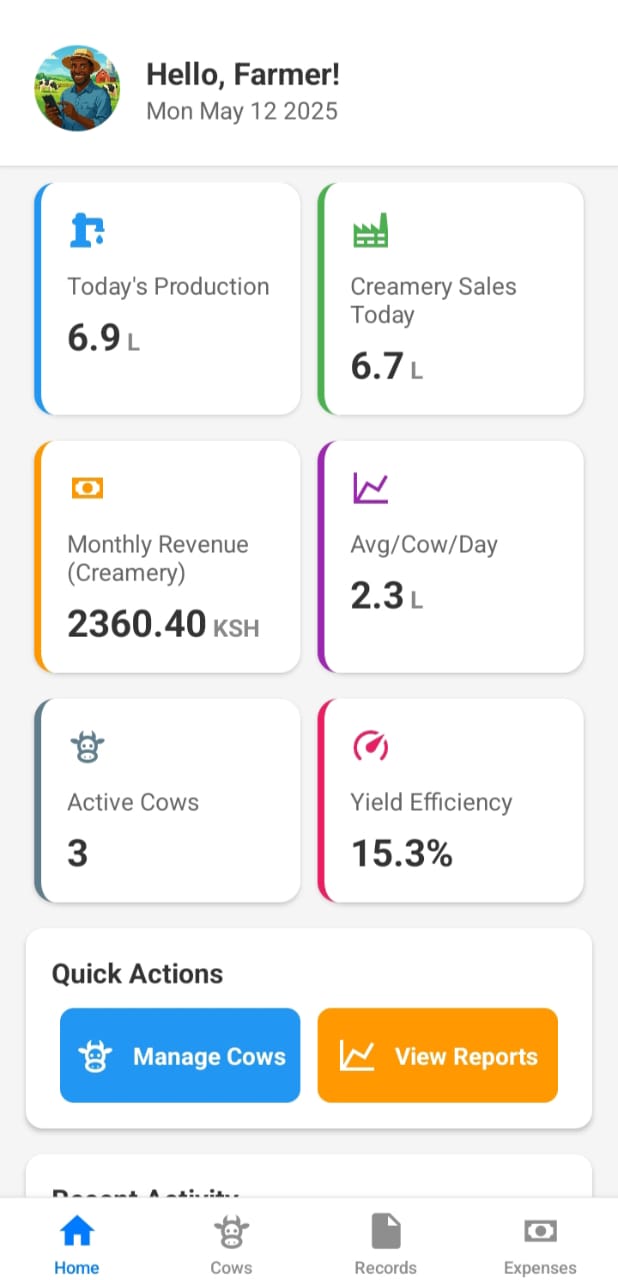 Hello, Farmer!
Mon May 12 2025
Today's Production
6.9 L
Creamery Sales
Today
6.7 L
Monthly Revenue
(Creamery)
2360.40 KSH
Avg/Cow/Day
2.3 L
Active Cows
3
Yield Efficiency
15.3%
Quick Actions
Manage Cows
View Reports
Recent Activity
Home
Cows
Records
Expenses